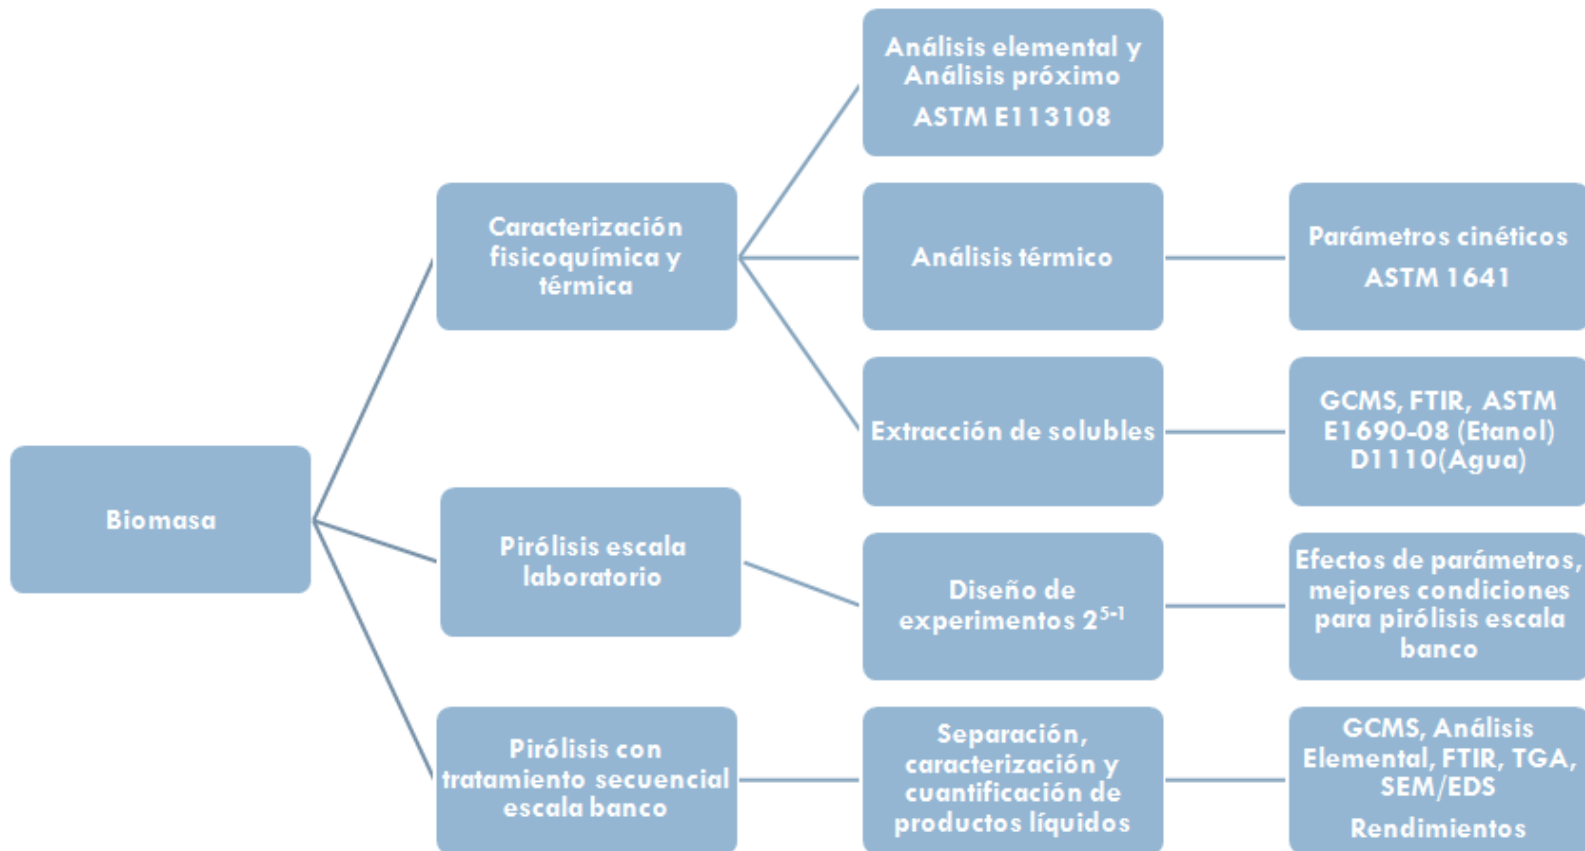 Biomasa
Caracterización
fisicoquímica y
térmica
Análisis elemental y
Análisis próximo
ASTM E113108
Análisis térmico
Parámetros cinéticos
ASTM 1641
Extracción de solubles
GCMS, FTIR, ASTM
E1690-08 (Etanol)
D1110(Agua)
Pirólisis escala
laboratorio
Diseño de
experimentos 2⁵⁻¹
Efectos de parámetros,
mejores condiciones
para pirólisis escala
banco
Pirólisis con
tratamiento secuencial
escala banco
Separación,
caracterización y
cuantificación de
productos líquidos
GCMS, Análisis
Elemental, FTIR, TGA,
SEM/EDS
Rendimientos